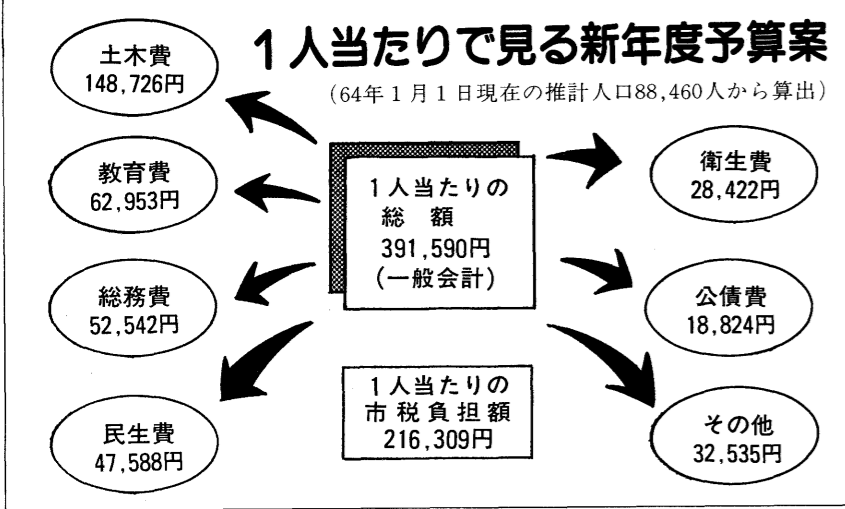 1人当たりで見る新年度予算案
(64年1月1日現在の推計人口88,460人から算出)
土木費
148,726円
教育費
62,953円
総務費
52,542円
民生費
47,588円
1人当たりの
総 額
391,590円
(一般会計)
1人当たりの
市税負担額
216,309円
衛生費
28,422円
公債費
18,824円
その他
32,535円